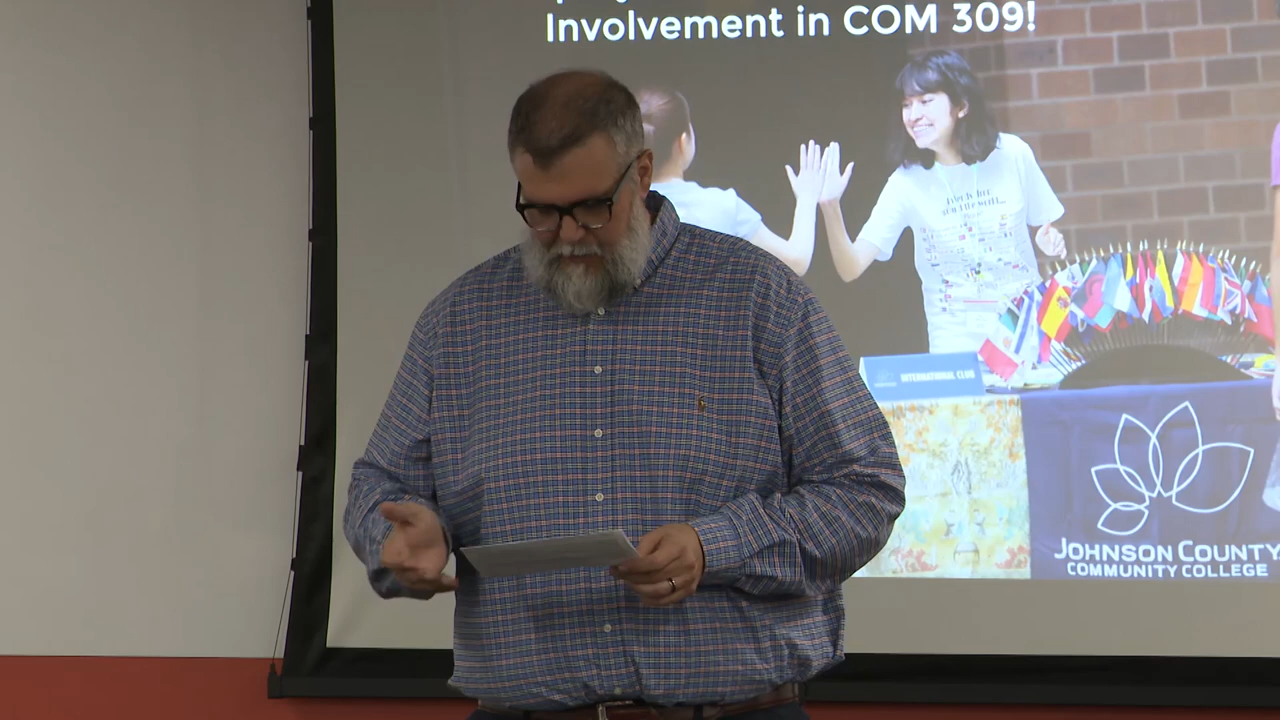 Involvement in COM 309!
INTERNATIONAL CLUB
JOHNSON COUNTY
COMMUNITY COLLEGE